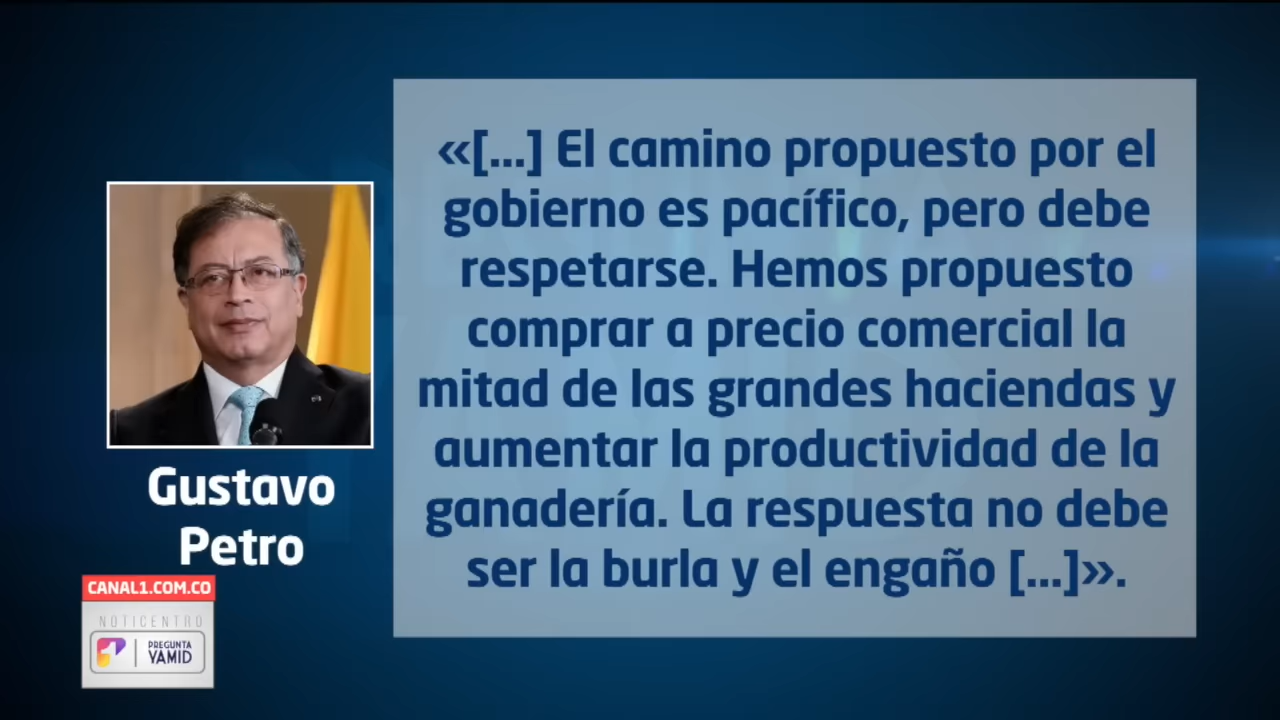 «[...] El camino propuesto por el
gobierno es pacífico, pero debe
respetarse. Hemos propuesto
comprar a precio comercial la
mitad de las grandes haciendas y
aumentar la productividad de la
ganadería. La respuesta no debe
ser la burla y el engaño [...]».
Gustavo
Petro
CANAL1.COM.CO
NOTICENTRO
1
PREGUNTA
YAMID